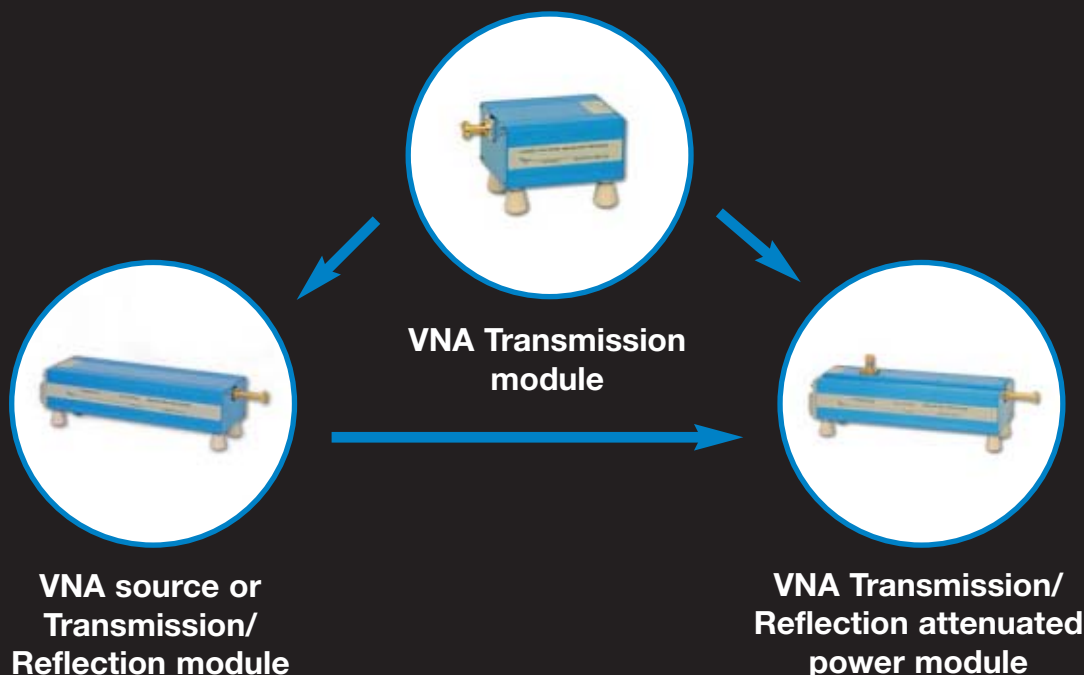 VNA Transmission
module
VNA source or
Transmission/
Reflection module
VNA Transmission/
Reflection attenuated
power module